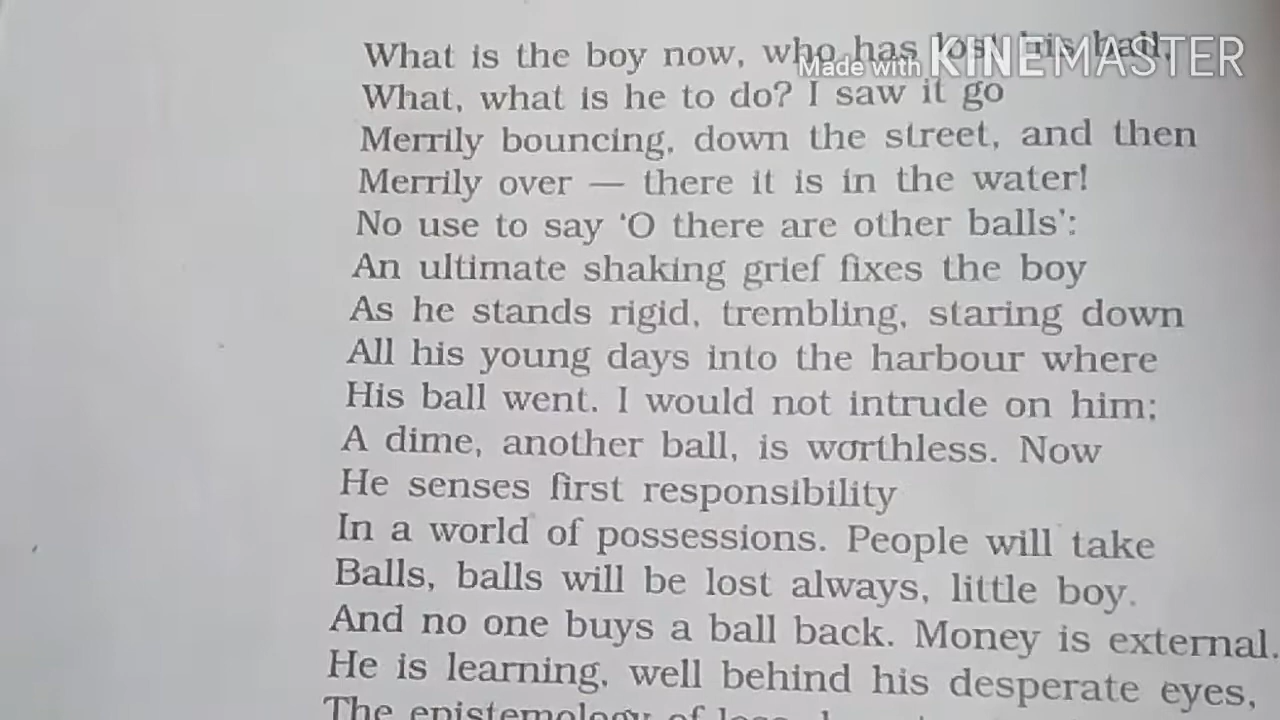 What is the boy now, who has lost his ball,
Made with KINEMASTER
What, what is he to do? I saw it go
Merrily bouncing, down the street, and then
Merrily over — there it is in the water!
No use to say ‘O there are other balls’:
An ultimate shaking grief fixes the boy
As he stands rigid, trembling, staring down
All his young days into the harbour where
His ball went. I would not intrude on him;
A dime, another ball, is worthless. Now
He senses first responsibility
In a world of possessions. People will take
Balls, balls will be lost always, little boy.
And no one buys a ball back. Money is external.
He is learning, well behind his desperate eyes,
The epistemology of loss,